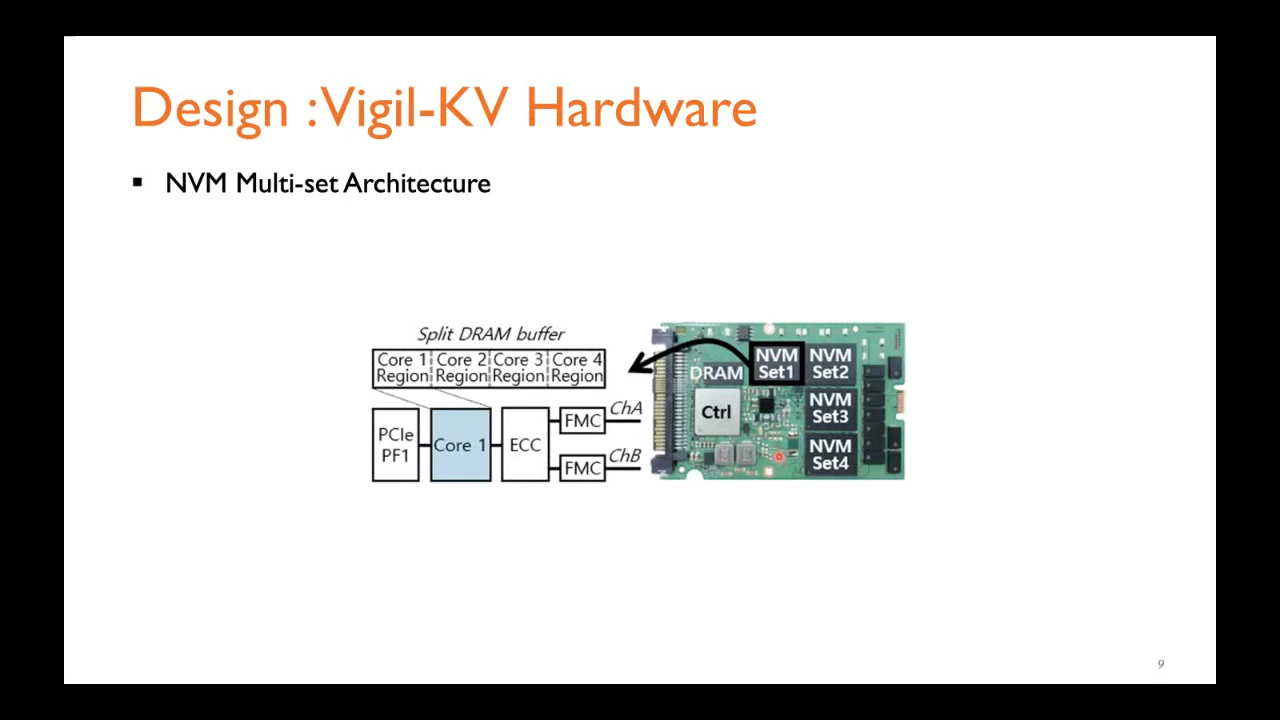 Design : Vigil-KV Hardware
▪ NVM Multi-set Architecture
Split DRAM buffer
Core 1 Region
Core 2 Region
Core 3 Region
Core 4 Region
PCIe PF1
Core 1
ECC
FMC
ChA
FMC
ChB
DRAM
NVM Set1
NVM Set2
Ctrl
NVM Set3
NVM Set4
9